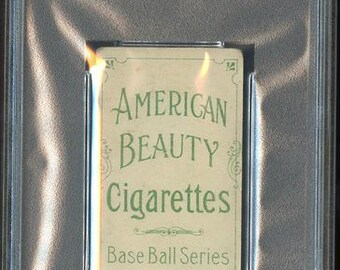 AMERICAN
BEAUTY
Cigarettes
Base Ball Series